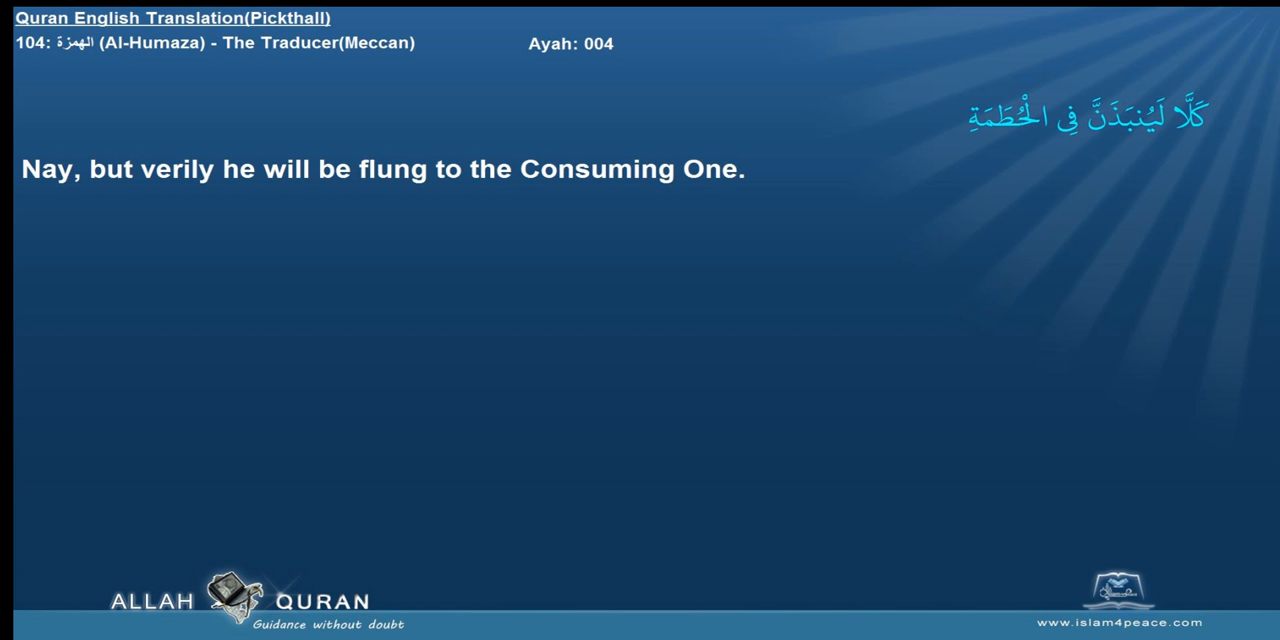 Quran English Translation(Pickthall)
104: الهمزة (Al-Humaza) - The Traducer(Meccan) Ayah: 004
كَلَّا لَيُنبَذَنَّ فِي الْحُطَمَةِ
Nay, but verily he will be flung to the Consuming One.
ALLAH QURAN
Guidance without doubt
www.islam4peace.com